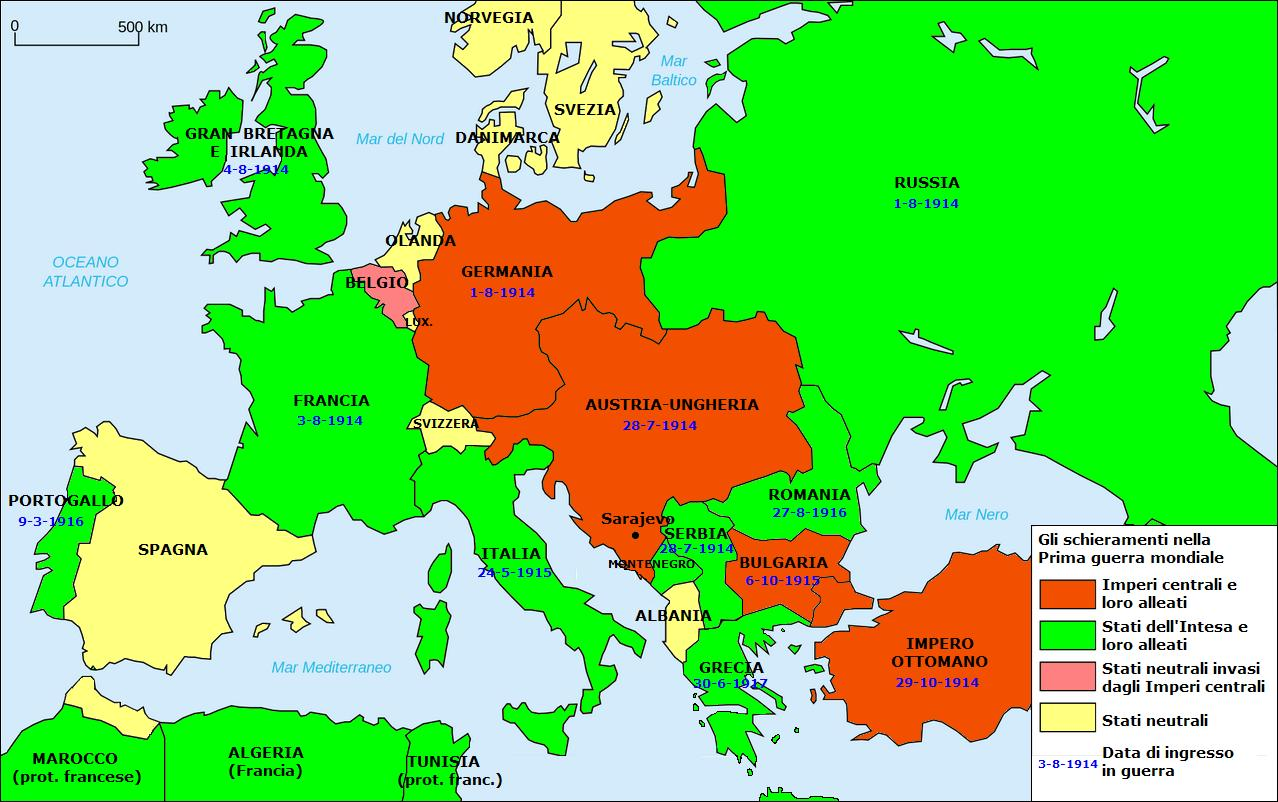 0
500 km
NORVEGIA
Mar
Baltico
SVEZIA
DANIMARCA
Mar del Nord
GRAN BRETAGNA
E IRLANDA
4-8-1914
RUSSIA
1-8-1914
OCEANO
ATLANTICO
OLANDA
BELGIO
GERMANIA
1-8-1914
LUX.
FRANCIA
3-8-1914
AUSTRIA-UNGHERIA
28-7-1914
SVIZZERA
PORTOGALLO
9-3-1916
SPAGNA
ROMANIA
27-8-1916
Mar Nero
Sarajevo
SERBIA
28-7-1914
MONTENEGRO
ITALIA
24-5-1915
BULGARIA
6-10-1915
ALBANIA
GRECIA
30-6-1917
IMPERO
OTTOMANO
29-10-1914
Mar Mediterraneo
MAROCCO
(prot. francese)
ALGERIA
(Francia)
TUNISIA
(prot. franc.)
Gli schieramenti nella
Prima guerra mondiale
Imperi centrali e
loro alleati
Stati dell'Intesa e
loro alleati
Stati neutrali invasi
dagli Imperi centrali
Stati neutrali
3-8-1914
Data di ingresso
in guerra